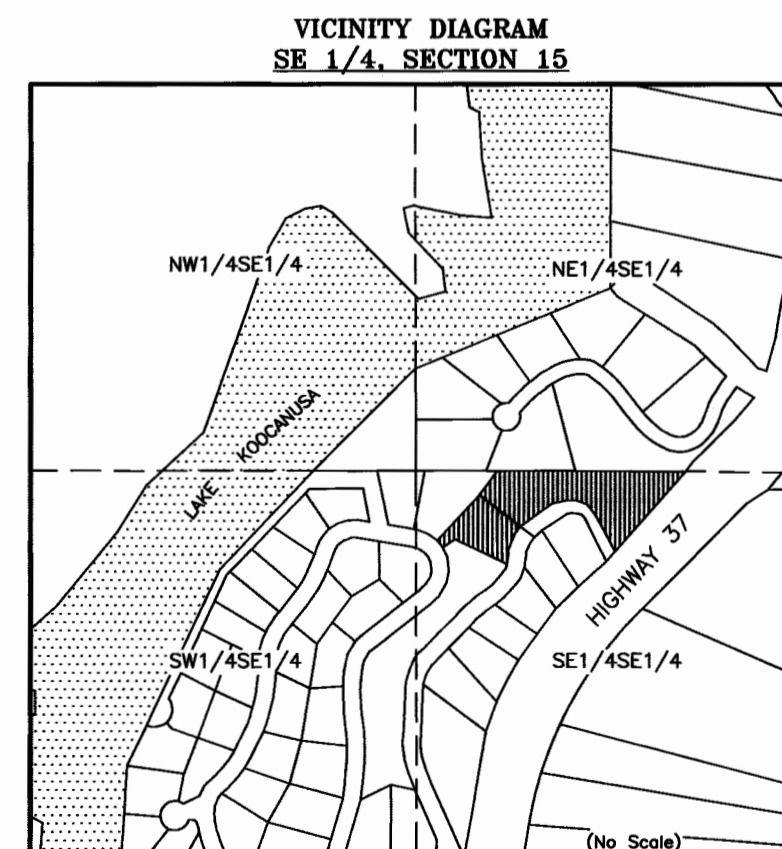 VICINITY DIAGRAM
SE 1/4, SECTION 15
NW1/4SE1/4
NE1/4SE1/4
LAKE KOOCANUSA
HIGHWAY 37
SW1/4SE1/4
SE1/4SE1/4
(No Scale)